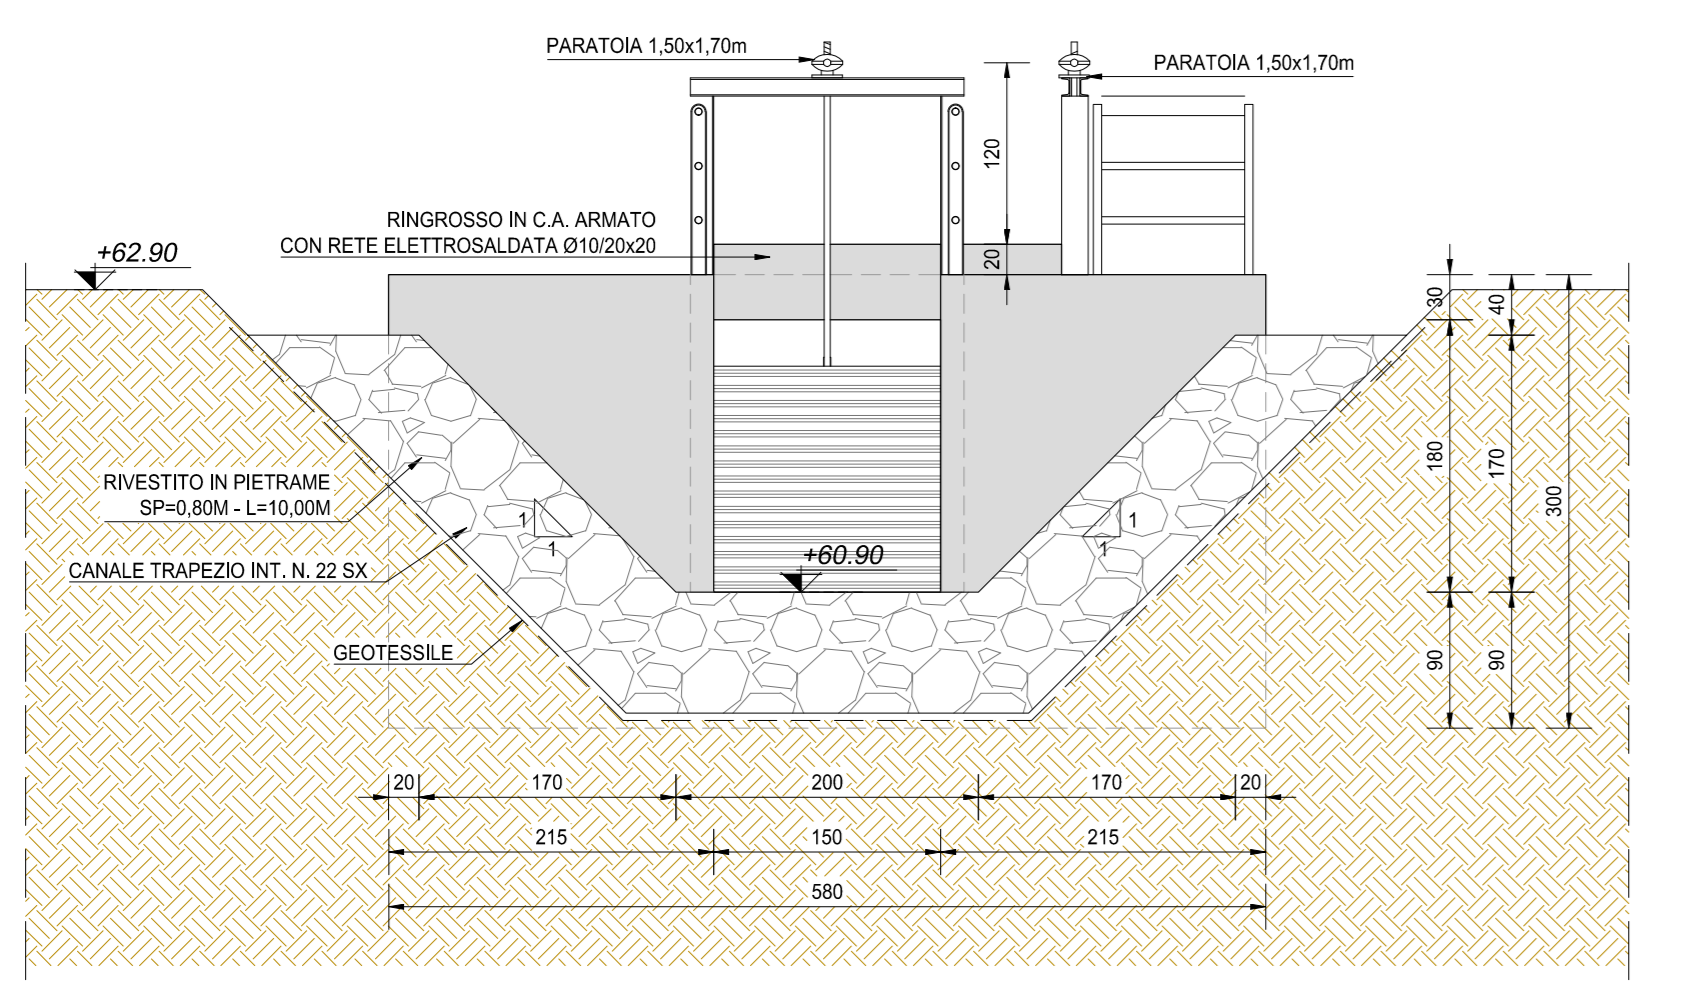 PARATOIA 1,50x1,70m
PARATOIA 1,50x1,70m
120
RINGROSSO IN C.A. ARMATO
CON RETE ELETTROSALDATA Ø10/20x20
20
+62.90
30
40
180
170
300
RIVESTITO IN PIETRAME
SP=0,80M - L=10,00M
1
1
1
1
+60.90
CANALE TRAPEZIO INT. N. 22 SX
GEOTESSILE
90
90
20 170 200 170 20
215 150 215
580